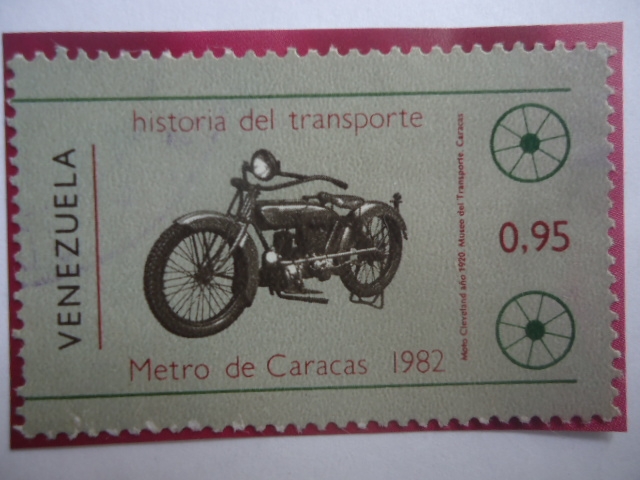 historia del transporte
VENEZUELA
Moto Cleveland año 1920. Museo del Transporte. Caracas
0,95
Metro de Caracas 1982